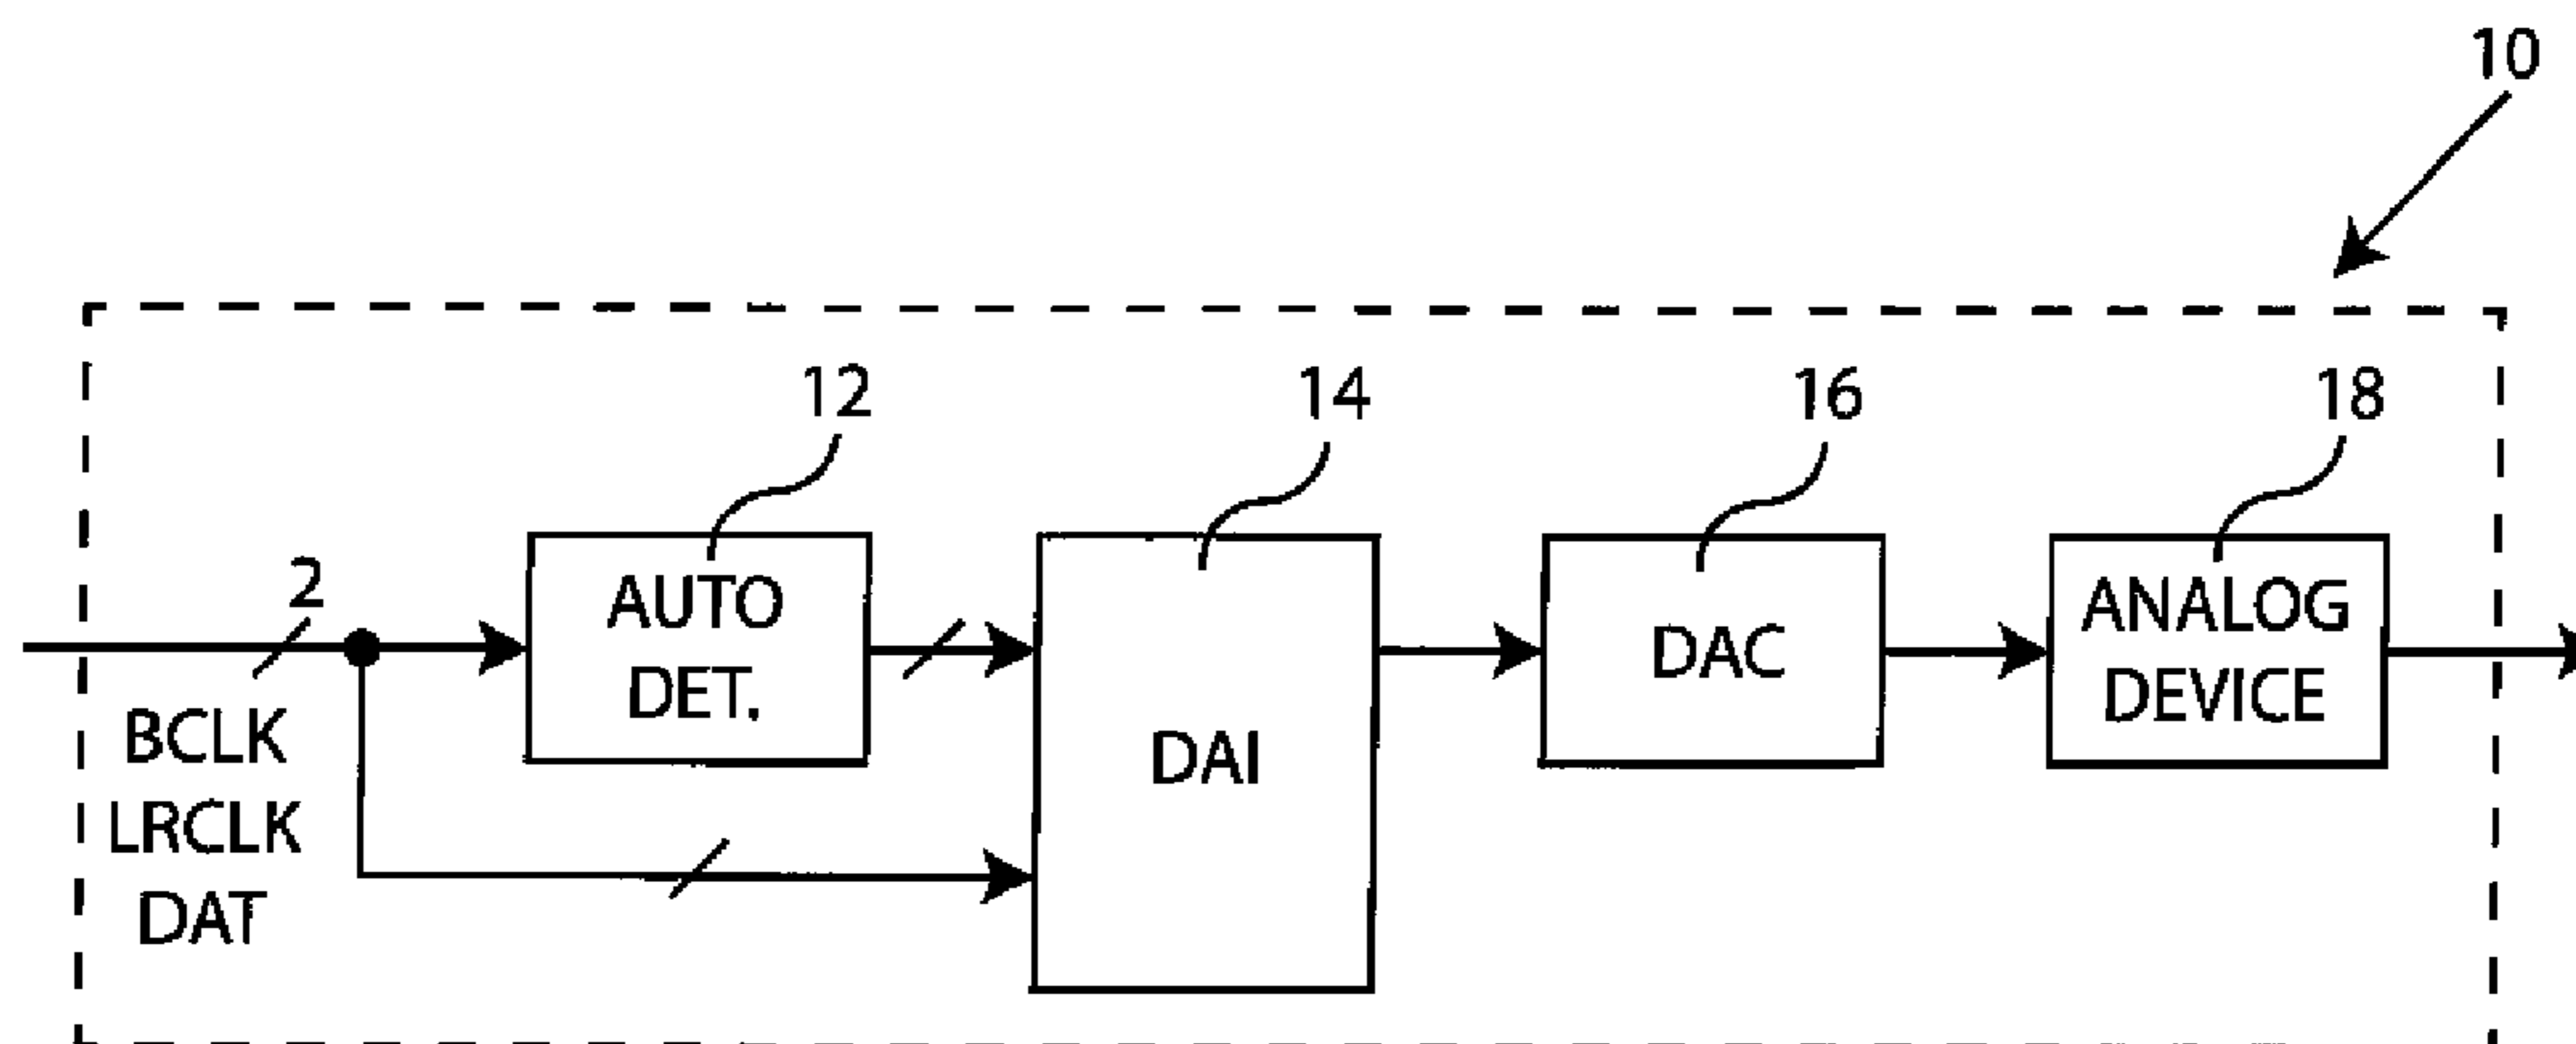 10
12
14
16
18
2
AUTO
DET.
DAI
DAC
ANALOG
DEVICE
BCLK
LRCLK
DAT